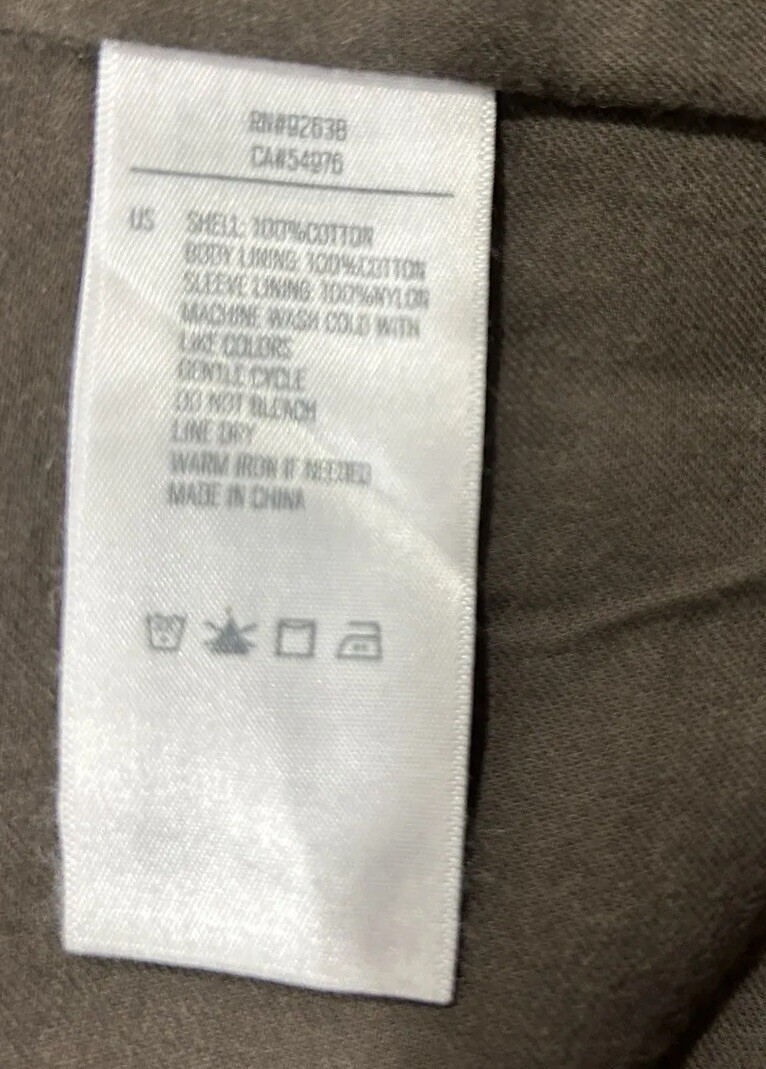 RN#92638
CA#54976
US SHELL: 100%COTTON
BODY LINING: 100%COTTON
SLEEVE LINING: 100%NYLON
MACHINE WASH COLD WITH
LIKE COLORS
GENTLE CYCLE
DO NOT BLEACH
LINE DRY
WARM IRON IF NEEDED
MADE IN CHINA